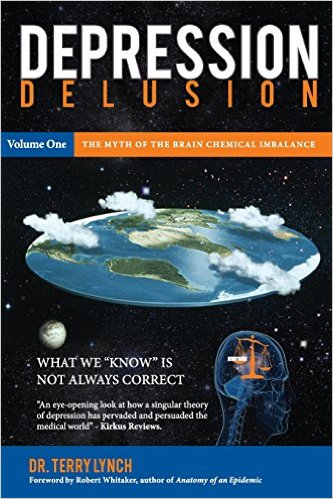 DEPRESSION
DELUSION
Volume One
THE MYTH OF THE BRAIN CHEMICAL IMBALANCE
WHAT WE “KNOW” IS
NOT ALWAYS CORRECT
"An eye-opening look at how a singular theory
of depression has pervaded and persuaded the
medical world" - Kirkus Reviews.
DR. TERRY LYNCH
Foreword by Robert Whitaker, author of Anatomy of an Epidemic